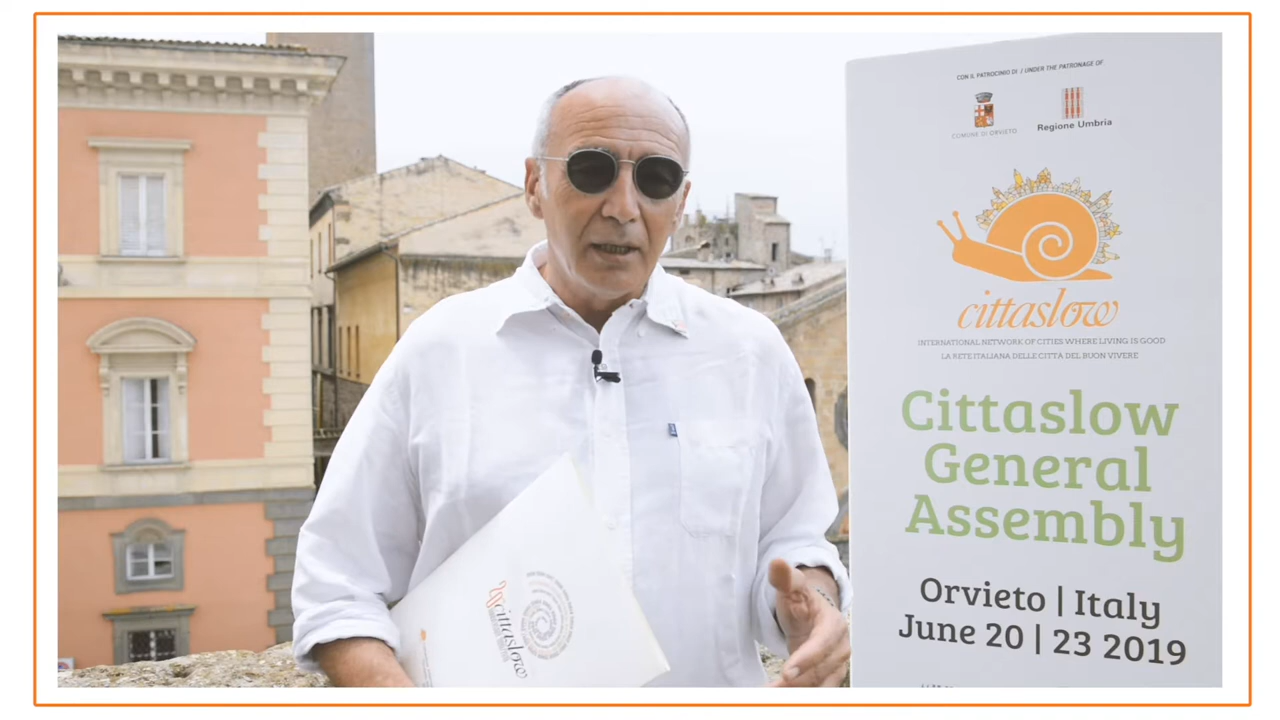 CON IL PATROCINIO DI / UNDER THE PATRONAGE OF
COMUNE DI ORVIETO
Regione Umbria
cittaslow
INTERNATIONAL NETWORK OF CITIES WHERE LIVING IS GOOD
LA RETE ITALIANA DELLE CITTÀ DEL BUON VIVERE
Cittaslow
General
Assembly
Orvieto | Italy
June 20 | 23 2019
cittaslow